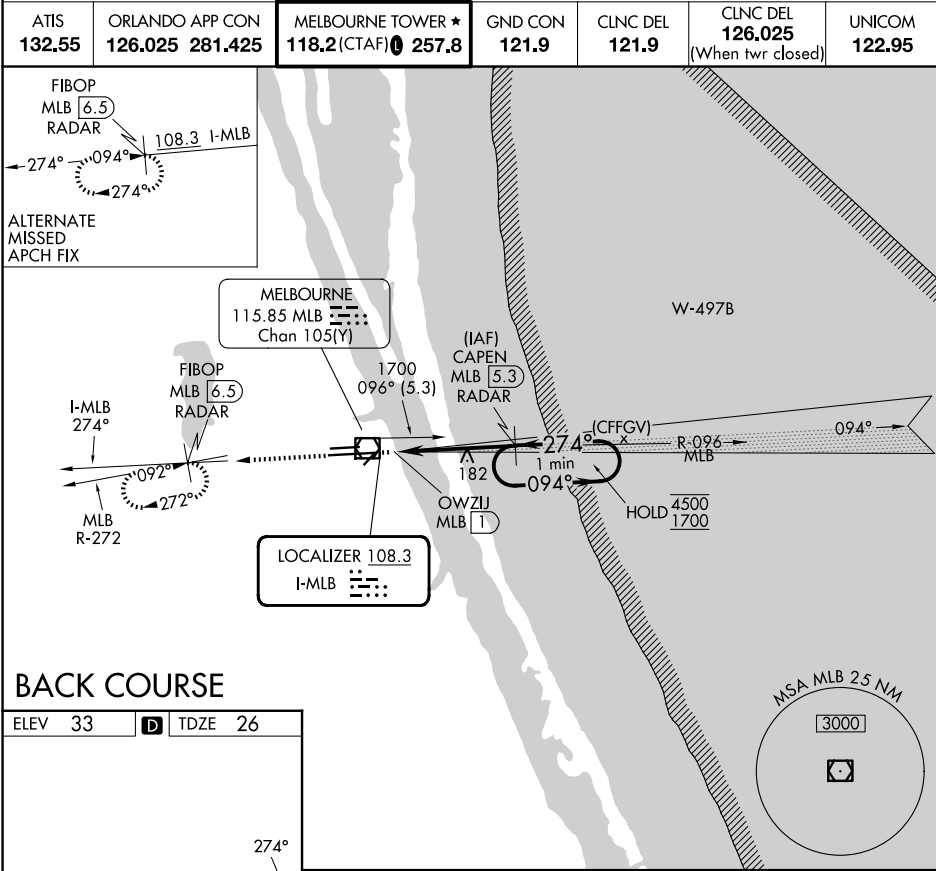 ATIS
132.55
ORLANDO APP CON
126.025 281.425
MELBOURNE TOWER ★
118.2 (CTAF) L 257.8
GND CON
121.9
CLNC DEL
121.9
CLNC DEL
126.025
(When twr closed)
UNICOM
122.95
FIBOP
MLB 6.5
RADAR
108.3 I-MLB
274°
094°
274°
ALTERNATE
MISSED
APCH FIX
MELBOURNE
115.85 MLB
Chan 105(Y)
W-497B
(IAF)
CAPEN
MLB 5.3
RADAR
1700
096° (5.3)
FIBOP
MLB 6.5
RADAR
I-MLB
274°
092°
272°
MLB
R-272
182
OWZIJ
MLB 1
274°
1 min
094°
(CFFGV)
x
R-096
MLB
094°
HOLD 4500
1700
LOCALIZER 108.3
I-MLB
BACK COURSE
MSA MLB 25 NM
3000
ELEV 33 D TDZE 26
274°